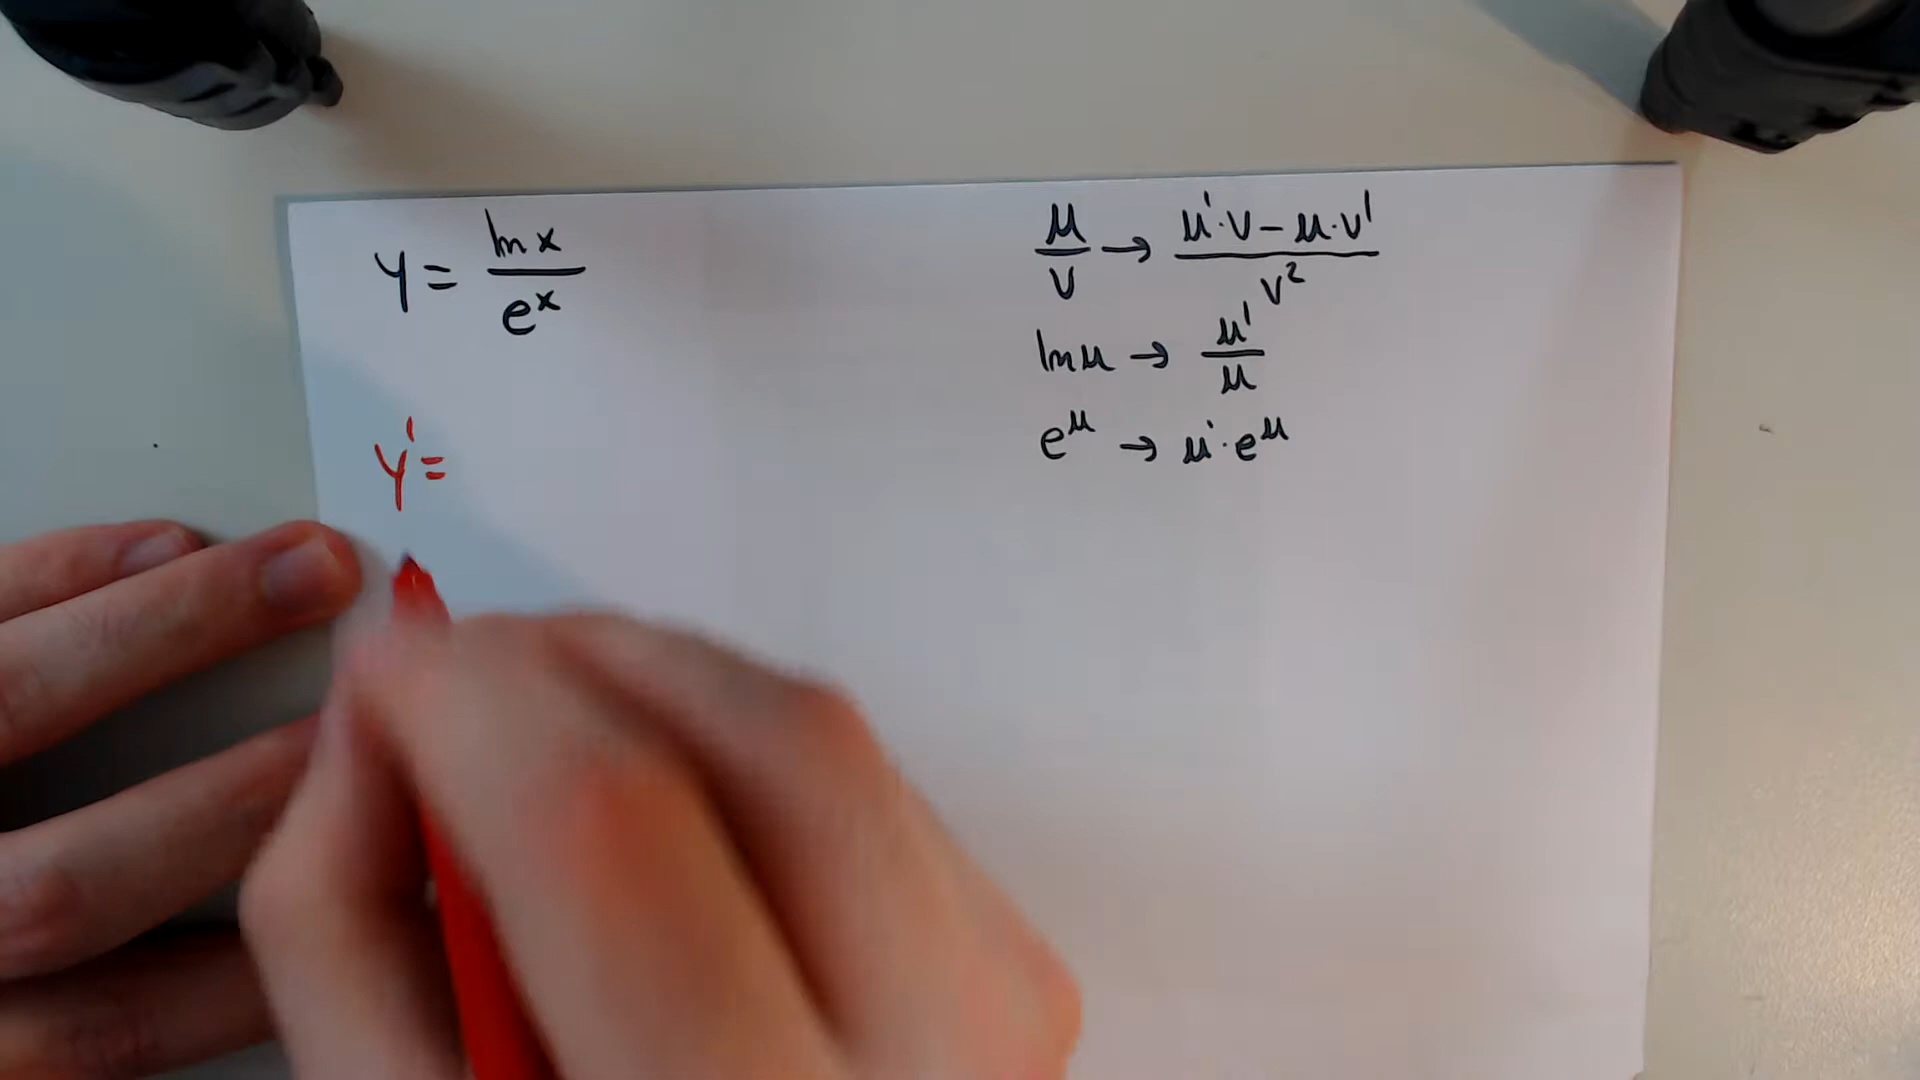 y = ln x / e^x
μ/v → (μ'·v − μ·v') / v²
ln μ → μ'/μ
e^μ → μ'·e^μ
y' =